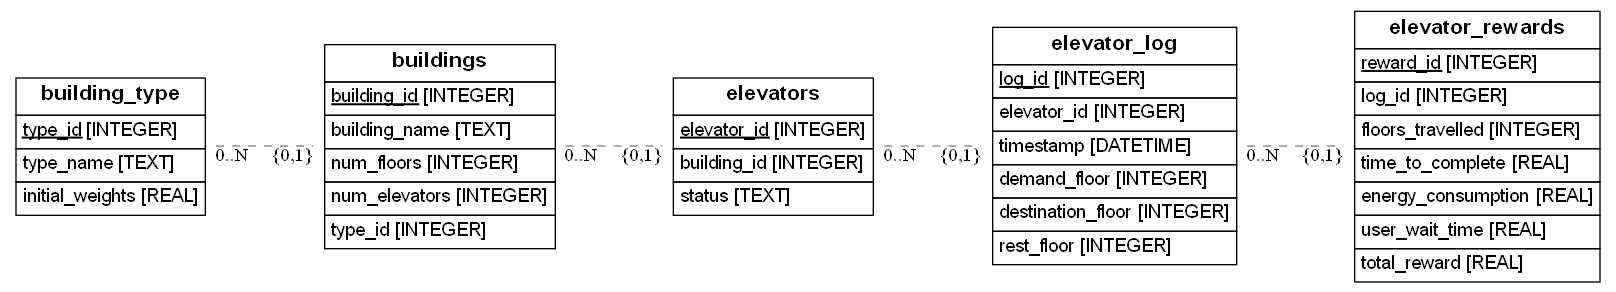 building_type
type_id [INTEGER]
type_name [TEXT]
initial_weights [REAL]
0..N
{0,1}
buildings
building_id [INTEGER]
building_name [TEXT]
num_floors [INTEGER]
num_elevators [INTEGER]
type_id [INTEGER]
0..N
{0,1}
elevators
elevator_id [INTEGER]
building_id [INTEGER]
status [TEXT]
0..N
{0,1}
elevator_log
log_id [INTEGER]
elevator_id [INTEGER]
timestamp [DATETIME]
demand_floor [INTEGER]
destination_floor [INTEGER]
rest_floor [INTEGER]
0..N
{0,1}
elevator_rewards
reward_id [INTEGER]
log_id [INTEGER]
floors_travelled [INTEGER]
time_to_complete [REAL]
energy_consumption [REAL]
user_wait_time [REAL]
total_reward [REAL]